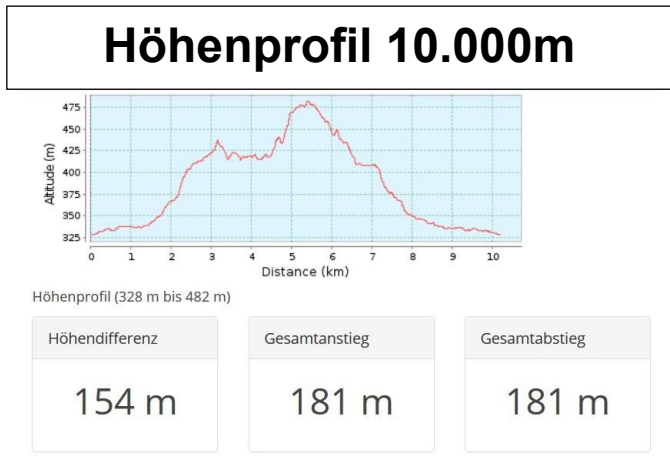 Höhenprofil 10.000m
475
450
425
400
375
350
325
Altitude (m)
0 1 2 3 4 5 6 7 8 9 10
Distance (km)
Höhenprofil (328 m bis 482 m)
Höhendifferenz Gesamtanstieg Gesamtabstieg
154 m 181 m 181 m